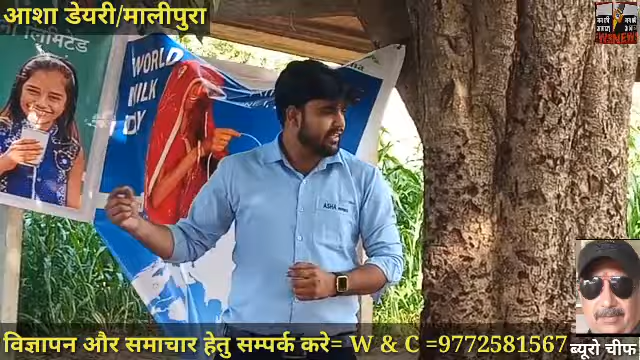 आशा डेयरी/मालीपुरा
लिमिटेड
WORLD
MILK
DAY
ASHA
विज्ञापन और समाचार हेतु सम्पर्क करे= W & C =9772581567
ब्यूरो चीफ